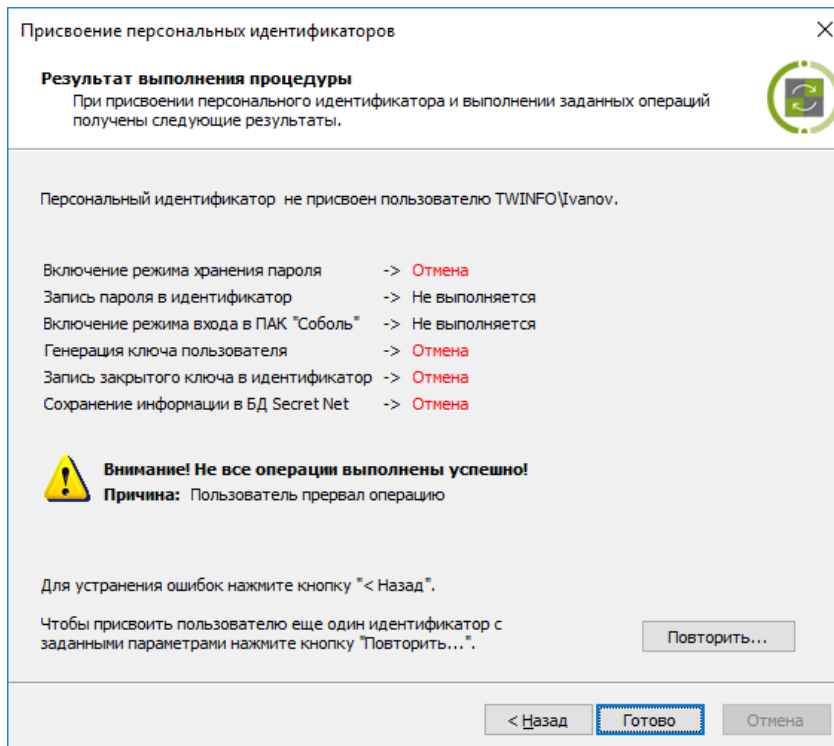 Присвоение персональных идентификаторов
Результат выполнения процедуры
При присвоении персонального идентификатора и выполнении заданных операций
получены следующие результаты.
Персональный идентификатор  не присвоен пользователю TWINFO\Ivanov.
Включение режима хранения пароля -> Отмена
Запись пароля в идентификатор -> Не выполняется
Включение режима входа в ПАК "Соболь" -> Не выполняется
Генерация ключа пользователя -> Отмена
Запись закрытого ключа в идентификатор -> Отмена
Сохранение информации в БД Secret Net -> Отмена
Внимание! Не все операции выполнены успешно!
Причина: Пользователь прервал операцию
Для устранения ошибок нажмите кнопку "< Назад".
Чтобы присвоить пользователю еще один идентификатор с
заданными параметрами нажмите кнопку "Повторить...".
Повторить...
< Назад Готово Отмена